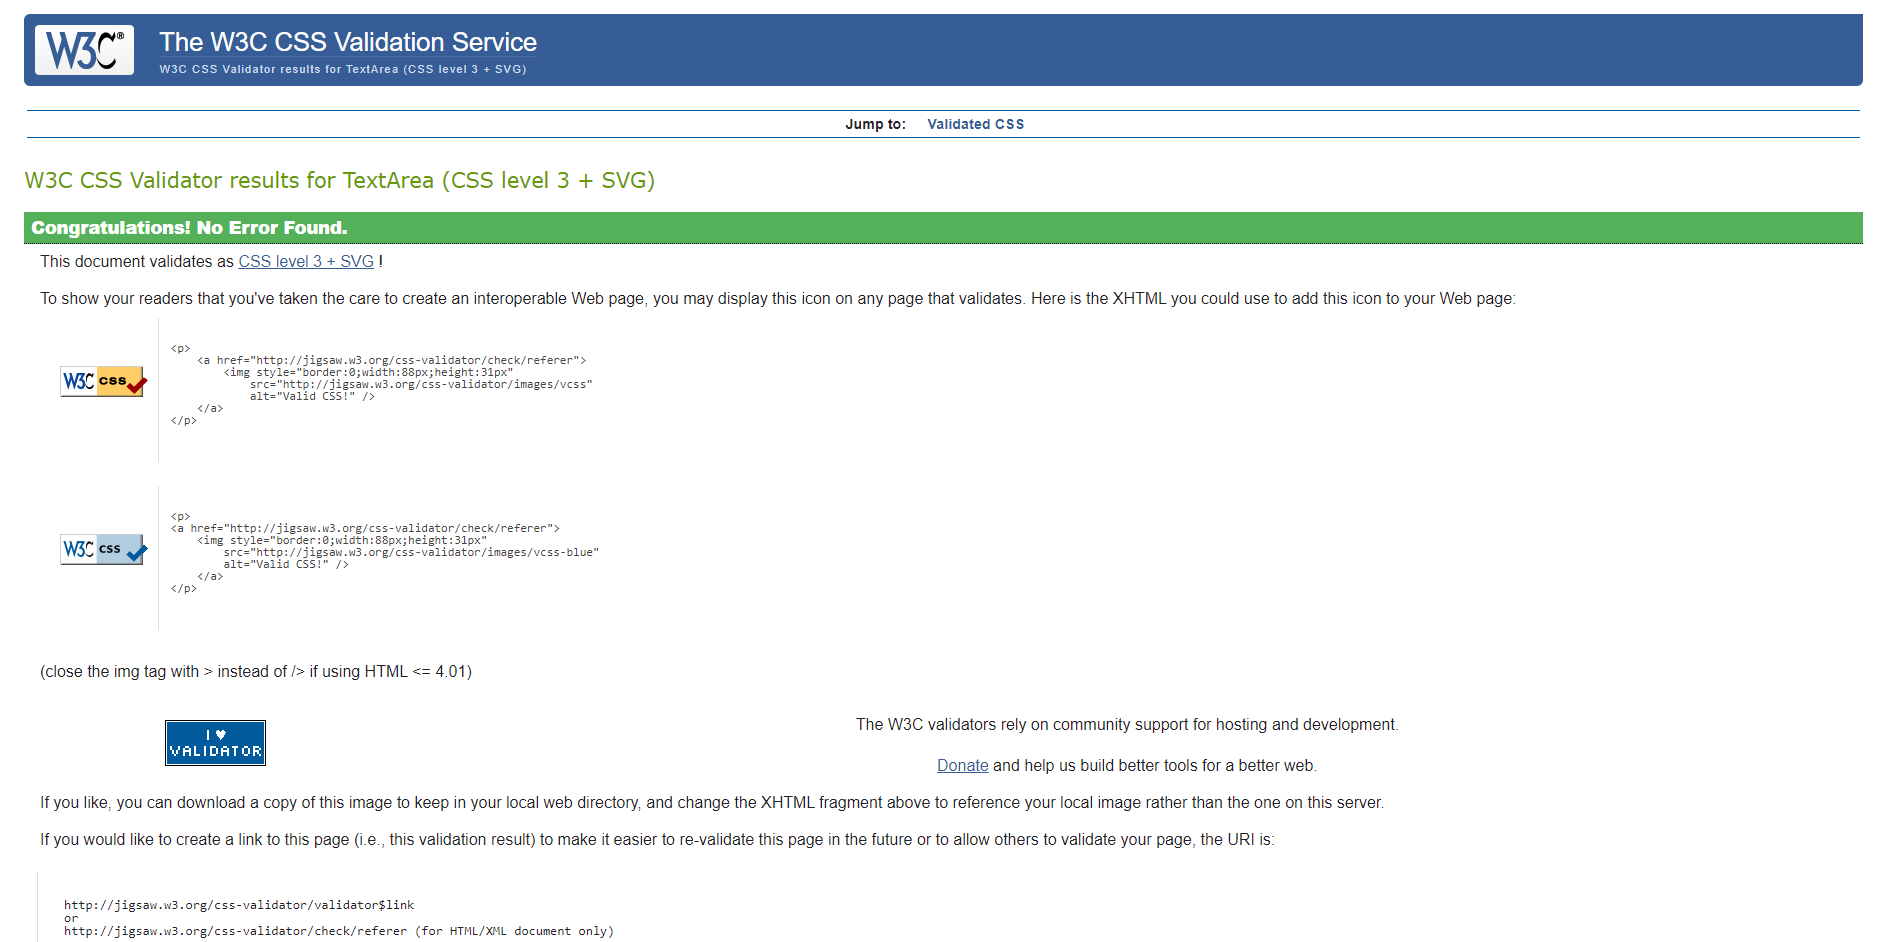 W3C®
The W3C CSS Validation Service
W3C CSS Validator results for TextArea (CSS level 3 + SVG)
Jump to: Validated CSS
W3C CSS Validator results for TextArea (CSS level 3 + SVG)
Congratulations! No Error Found.
This document validates as CSS level 3 + SVG !
To show your readers that you've taken the care to create an interoperable Web page, you may display this icon on any page that validates. Here is the XHTML you could use to add this icon to your Web page:
W3C css
<p>
<a href="http://jigsaw.w3.org/css-validator/check/referer">
<img style="border:0;width:88px;height:31px"
src="http://jigsaw.w3.org/css-validator/images/vcss"
alt="Valid CSS!" />
</a>
</p>
W3C css
<p>
<a href="http://jigsaw.w3.org/css-validator/check/referer">
<img style="border:0;width:88px;height:31px"
src="http://jigsaw.w3.org/css-validator/images/vcss-blue"
alt="Valid CSS!" />
</a>
</p>
(close the img tag with > instead of /> if using HTML <= 4.01)
I ♥
VALIDATOR
The W3C validators rely on community support for hosting and development.
Donate and help us build better tools for a better web.
If you like, you can download a copy of this image to keep in your local web directory, and change the XHTML fragment above to reference your local image rather than the one on this server.
If you would like to create a link to this page (i.e., this validation result) to make it easier to re-validate this page in the future or to allow others to validate your page, the URI is:
http://jigsaw.w3.org/css-validator/validator$link
or
http://jigsaw.w3.org/css-validator/check/referer (for HTML/XML document only)